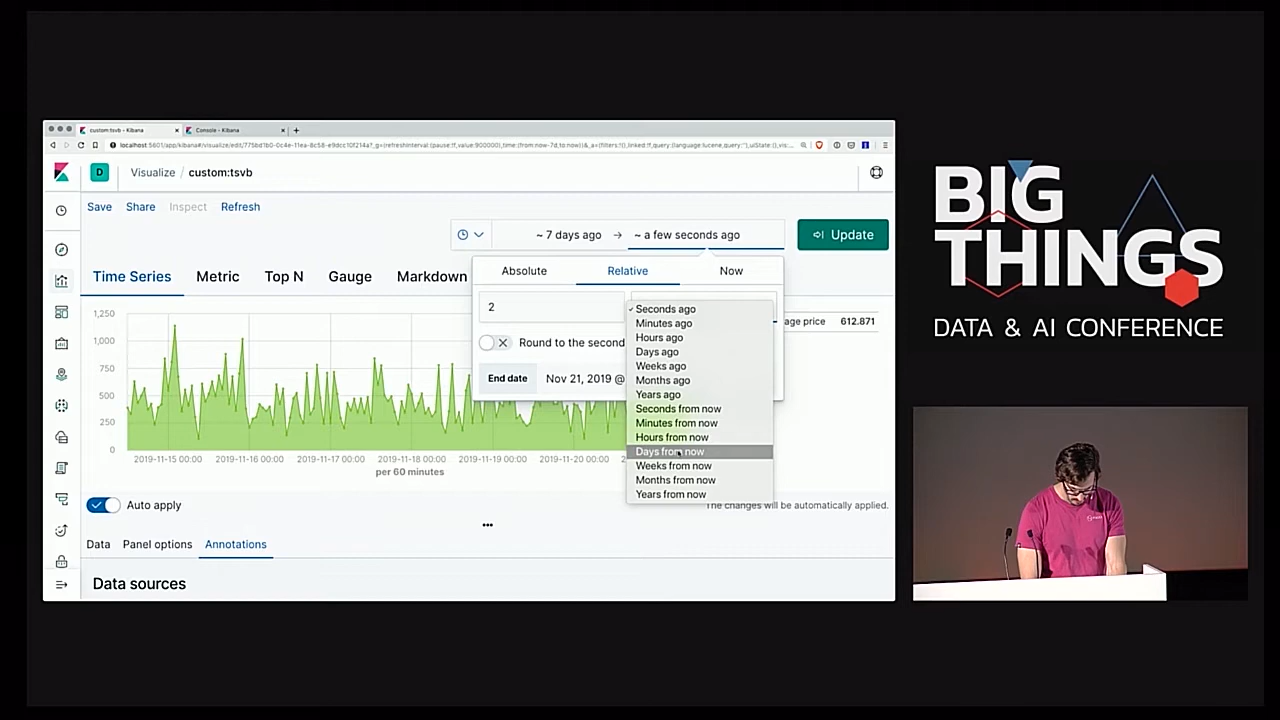 custom:tsvb - Kibana
Console - Kibana
Visualize / custom:tsvb
D
Save Share Inspect Refresh
~ 7 days ago → ~ a few seconds ago
Update
Time Series Metric Top N Gauge Markdown
Absolute Relative Now
2
Seconds ago
Minutes ago
Hours ago
Days ago
Weeks ago
Months ago
Years ago
Seconds from now
Minutes from now
Hours from now
Days from now
Weeks from now
Months from now
Years from now
Round to the second
End date Nov 21, 2019 @
age price 612.871
1,250
1,000
750
500
250
0
2019-11-15 00:00 2019-11-16 00:00 2019-11-17 00:00 2019-11-18 00:00 2019-11-19 00:00 2019-11-20 00:00
per 60 minutes
Auto apply
The changes will be automatically applied.
Data Panel options Annotations
Data sources
BIG
THINGS
DATA & AI CONFERENCE